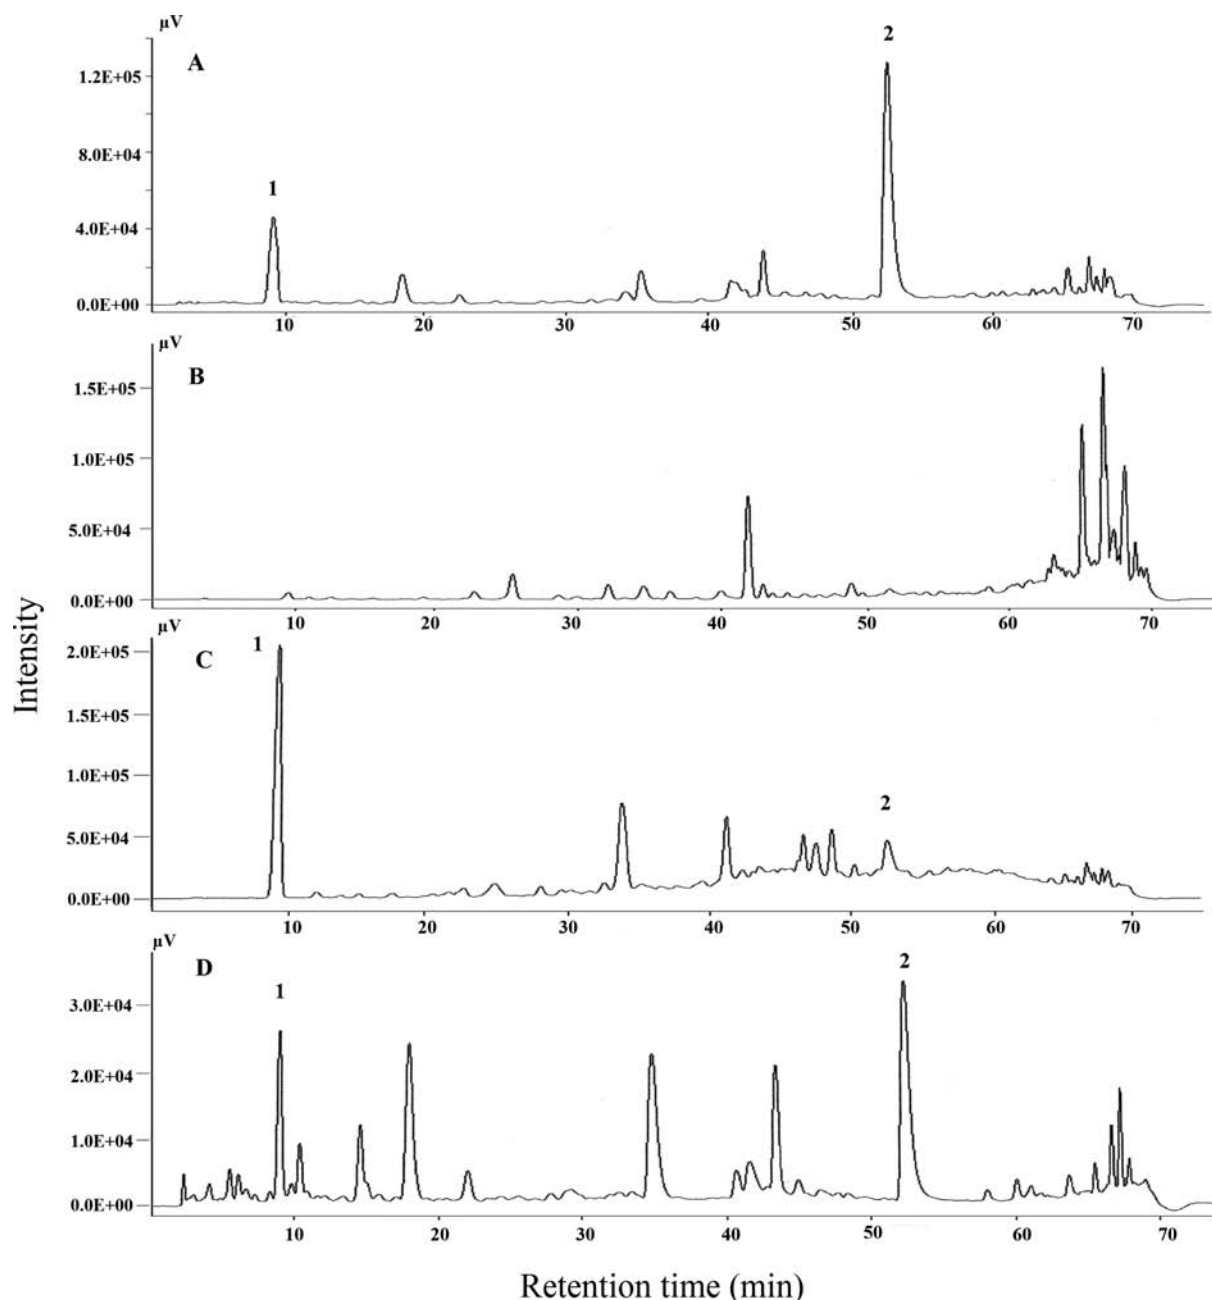 µV
A
2
1.2E+05
8.0E+04
1
4.0E+04
0.0E+00
10 20 30 40 50 60 70
µV
B
1.5E+05
1.0E+05
5.0E+04
0.0E+00
10 20 30 40 50 60 70
µV
1
C
2.0E+05
1.5E+05
1.0E+05
2
5.0E+04
0.0E+00
10 20 30 40 50 60 70
µV
D
2
1
3.0E+04
2.0E+04
1.0E+04
0.0E+00
10 20 30 40 50 60 70
Intensity
Retention time (min)